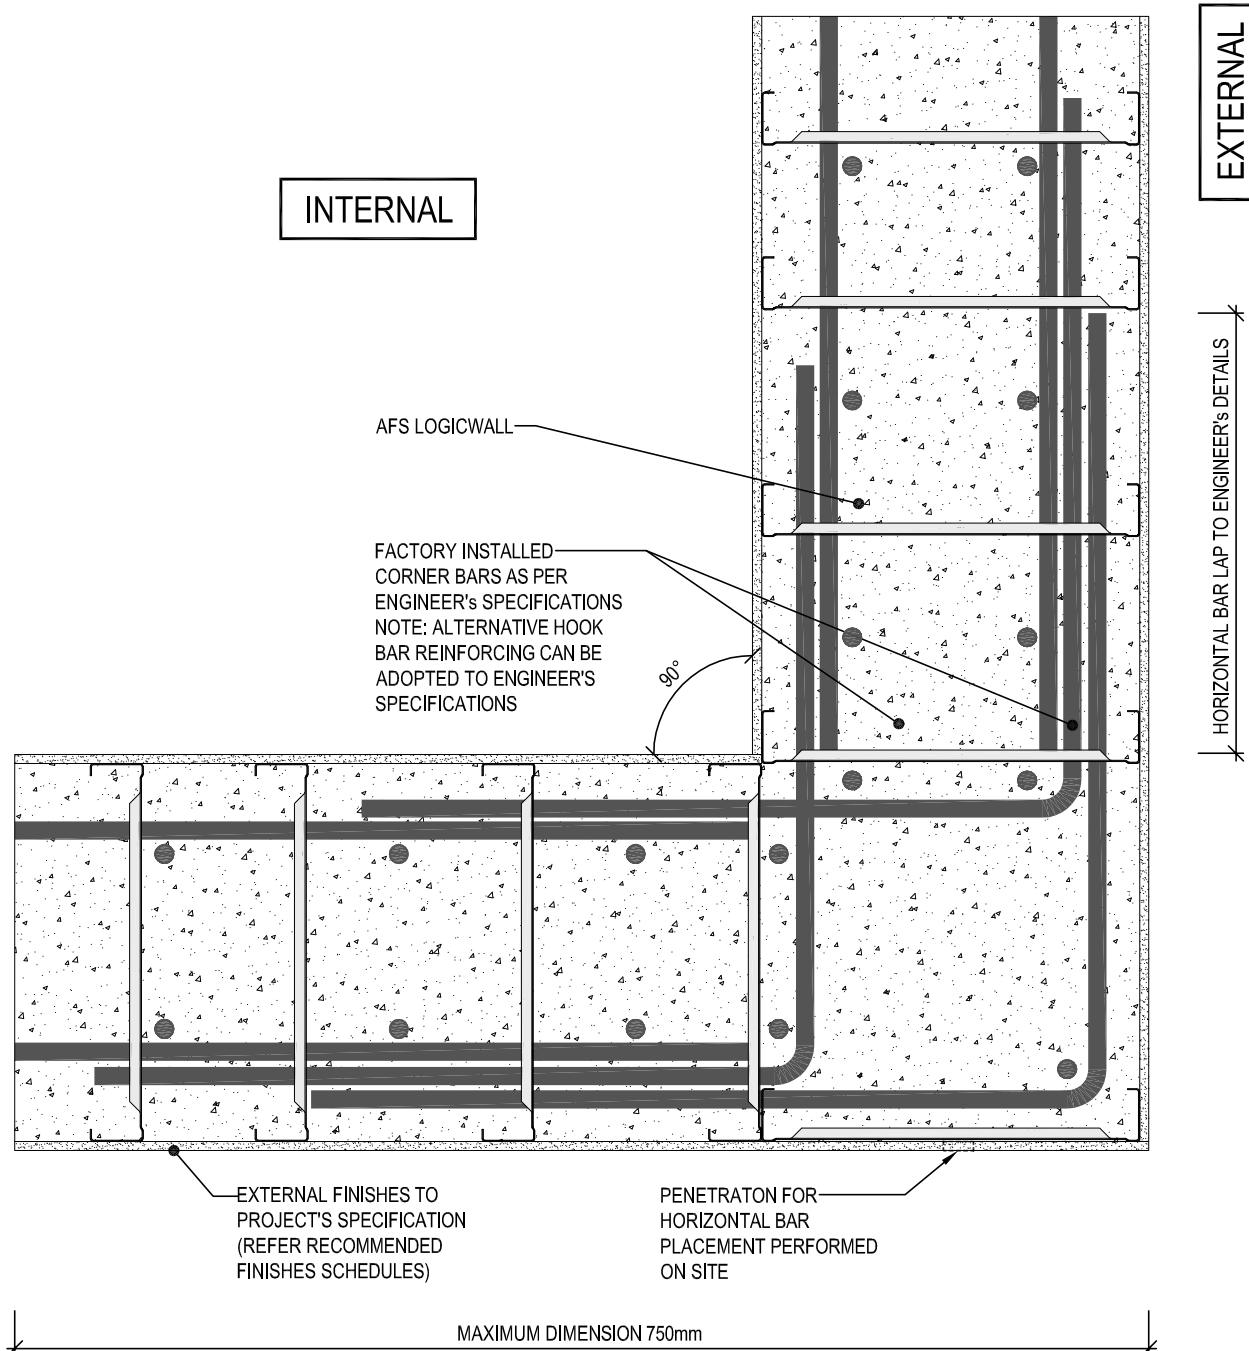 EXTERNAL
INTERNAL
AFS LOGICWALL
FACTORY INSTALLED
CORNER BARS AS PER
ENGINEER's SPECIFICATIONS
NOTE: ALTERNATIVE HOOK
BAR REINFORCING CAN BE
ADOPTED TO ENGINEER'S
SPECIFICATIONS
90°
HORIZONTAL BAR LAP TO ENGINEER's DETAILS
EXTERNAL FINISHES TO
PROJECT'S SPECIFICATION
(REFER RECOMMENDED
FINISHES SCHEDULES)
PENETRATON FOR
HORIZONTAL BAR
PLACEMENT PERFORMED
ON SITE
MAXIMUM DIMENSION 750mm